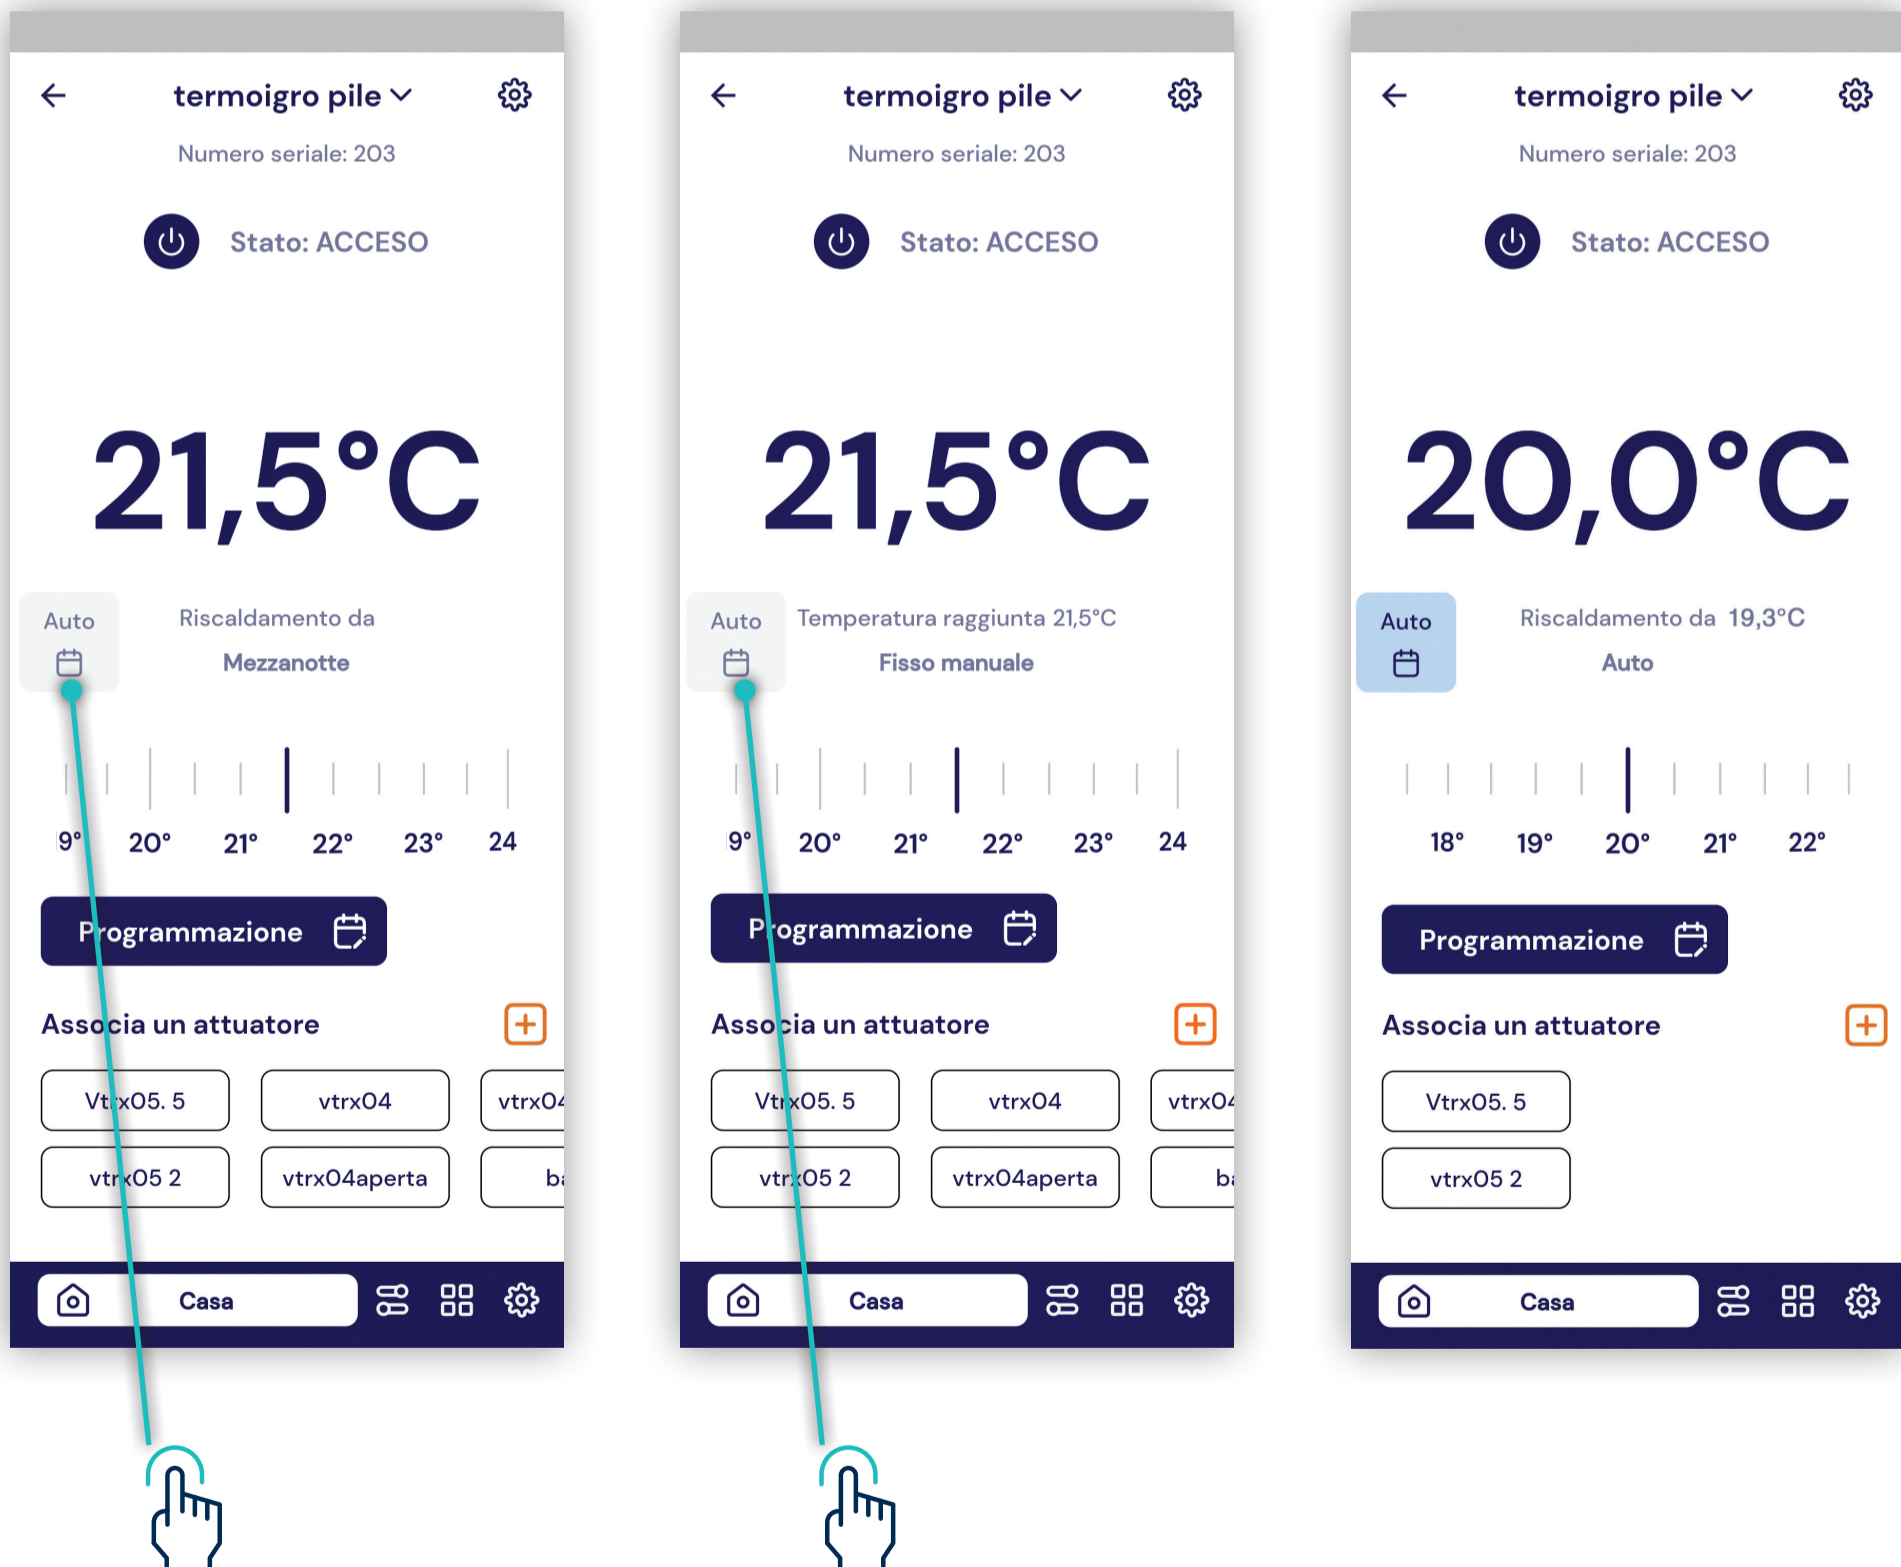 termoigro pile
Numero seriale: 203
Stato: ACCESO
21,5°C
Auto
Riscaldamento da
Mezzanotte
9° 20° 21° 22° 23° 24
Programmazione
Associa un attuatore
Vtrx05. 5 vtrx04 vtrx04
vtrx05 2 vtrx04aperta
Casa
termoigro pile
Numero seriale: 203
Stato: ACCESO
21,5°C
Auto
Temperatura raggiunta 21,5°C
Fisso manuale
9° 20° 21° 22° 23° 24
Programmazione
Associa un attuatore
Vtrx05. 5 vtrx04 vtrx04
vtrx05 2 vtrx04aperta
Casa
termoigro pile
Numero seriale: 203
Stato: ACCESO
20,0°C
Auto
Riscaldamento da 19,3°C
Auto
18° 19° 20° 21° 22°
Programmazione
Associa un attuatore
Vtrx05. 5
vtrx05 2
Casa